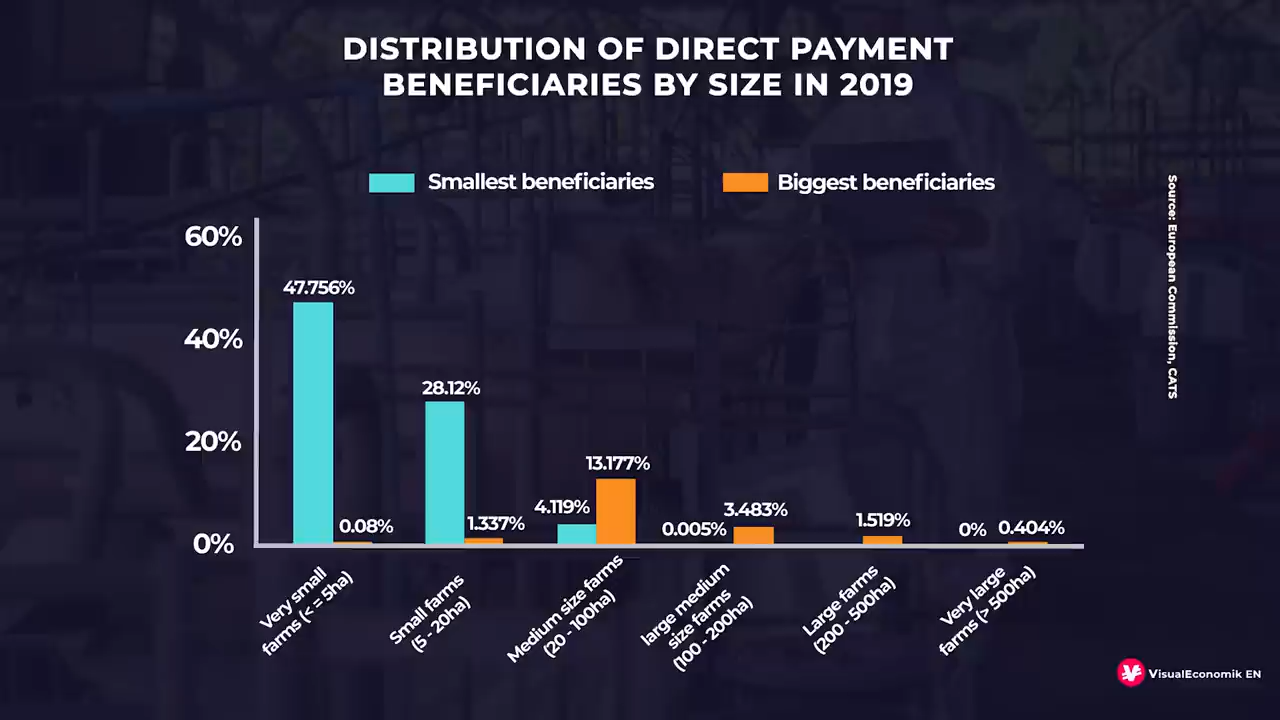 DISTRIBUTION OF DIRECT PAYMENT
BENEFICIARIES BY SIZE IN 2019
Smallest beneficiaries
Biggest beneficiaries
Source: European Commission, CATS
60%
40%
20%
0%
47.756%
0.08%
28.12%
1.337%
4.119%
13.177%
0.005%
3.483%
1.519%
0%
0.404%
Very small
farms (< = 5ha)
Small farms
(5 - 20ha)
Medium size farms
(20 - 100ha)
large medium
size farms
(100 - 200ha)
Large farms
(200 - 500ha)
Very large
farms (> 500ha)
VisualEconomik EN